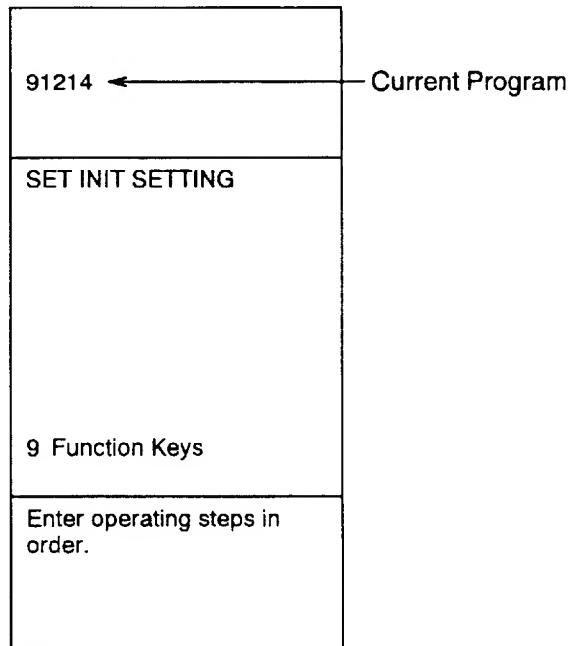 91214
Current Program
SET INIT SETTING
9 Function Keys
Enter operating steps in
order.